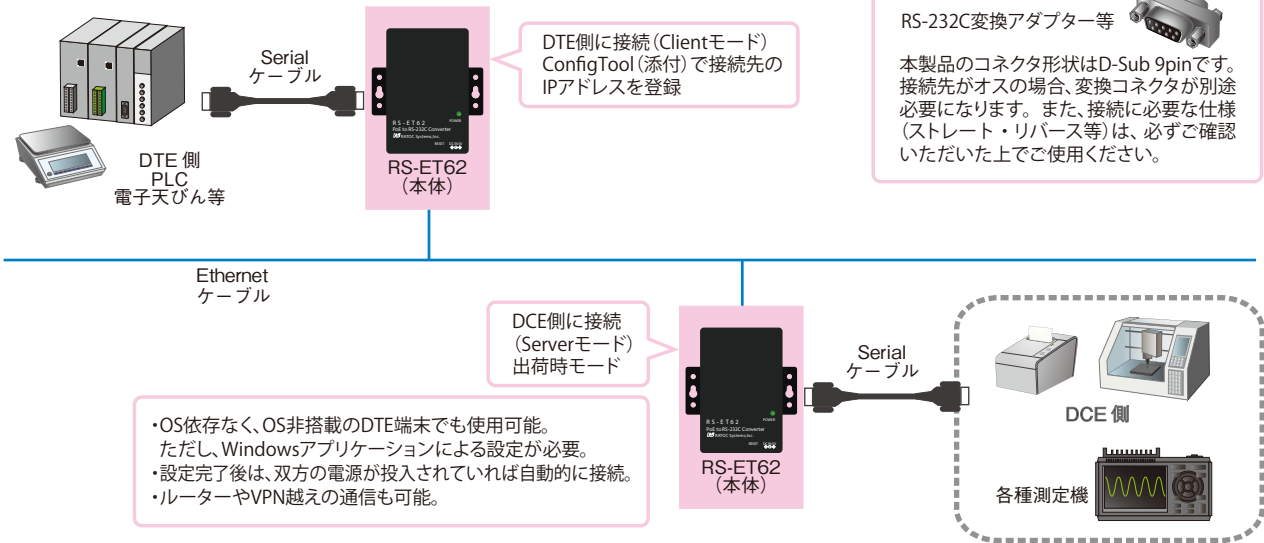 RS-232C変換アダプター等
本製品のコネクタ形状はD-Sub 9pinです。
接続先がオスの場合、変換コネクタが別途
必要になります。また、接続に必要な仕様
（ストレート・リバース等）は、必ずご確認
いただいた上でご使用ください。
Serial
ケーブル
DTE側に接続（Clientモード）
ConfigTool（添付）で接続先の
IPアドレスを登録
POWER
RS-ET62
PoE to RS-232C Converter
RATOC Systems,Inc.
RESET
RS-ET62
（本体）
DTE 側
PLC
電子天びん等
Ethernet
ケーブル
DCE側に接続
（Serverモード）
出荷時モード
POWER
RS-ET62
PoE to RS-232C Converter
RATOC Systems,Inc.
RESET
RS-ET62
（本体）
Serial
ケーブル
DCE 側
各種測定機
・OS依存なく、OS非搭載のDTE端末でも使用可能。
ただし、Windowsアプリケーションによる設定が必要。
・設定完了後は、双方の電源が投入されていれば自動的に接続。
・ルーターやVPN越えの通信も可能。